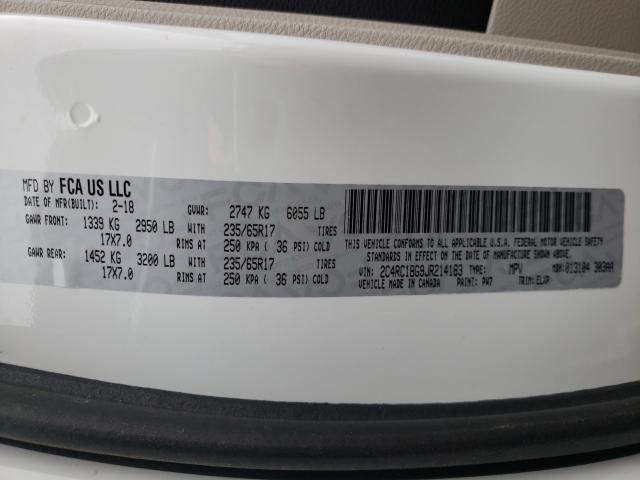 MFD BY FCA US LLC
DATE OF MFR(BUILT): 2-18 GVWR: 2747 KG 6055 LB
GAWR FRONT: 1339 KG 2950 LB WITH 235/65R17 TIRES
17X7.0 RIMS AT 250 KPA ( 36 PSI) COLD
GAWR REAR: 1452 KG 3200 LB WITH 235/65R17 TIRES
17X7.0 RIMS AT 250 KPA ( 36 PSI) COLD
THIS VEHICLE CONFORMS TO ALL APPLICABLE U.S.A. FEDERAL MOTOR VEHICLE SAFETY
STANDARDS IN EFFECT ON THE DATE OF MANUFACTURE SHOWN ABOVE.
VIN: 2C4RC1BG9JR214183 TYPE: MPV MDH: 013104 303AA
VEHICLE MADE IN CANADA PAINT: PW7 TRIM: ELXP